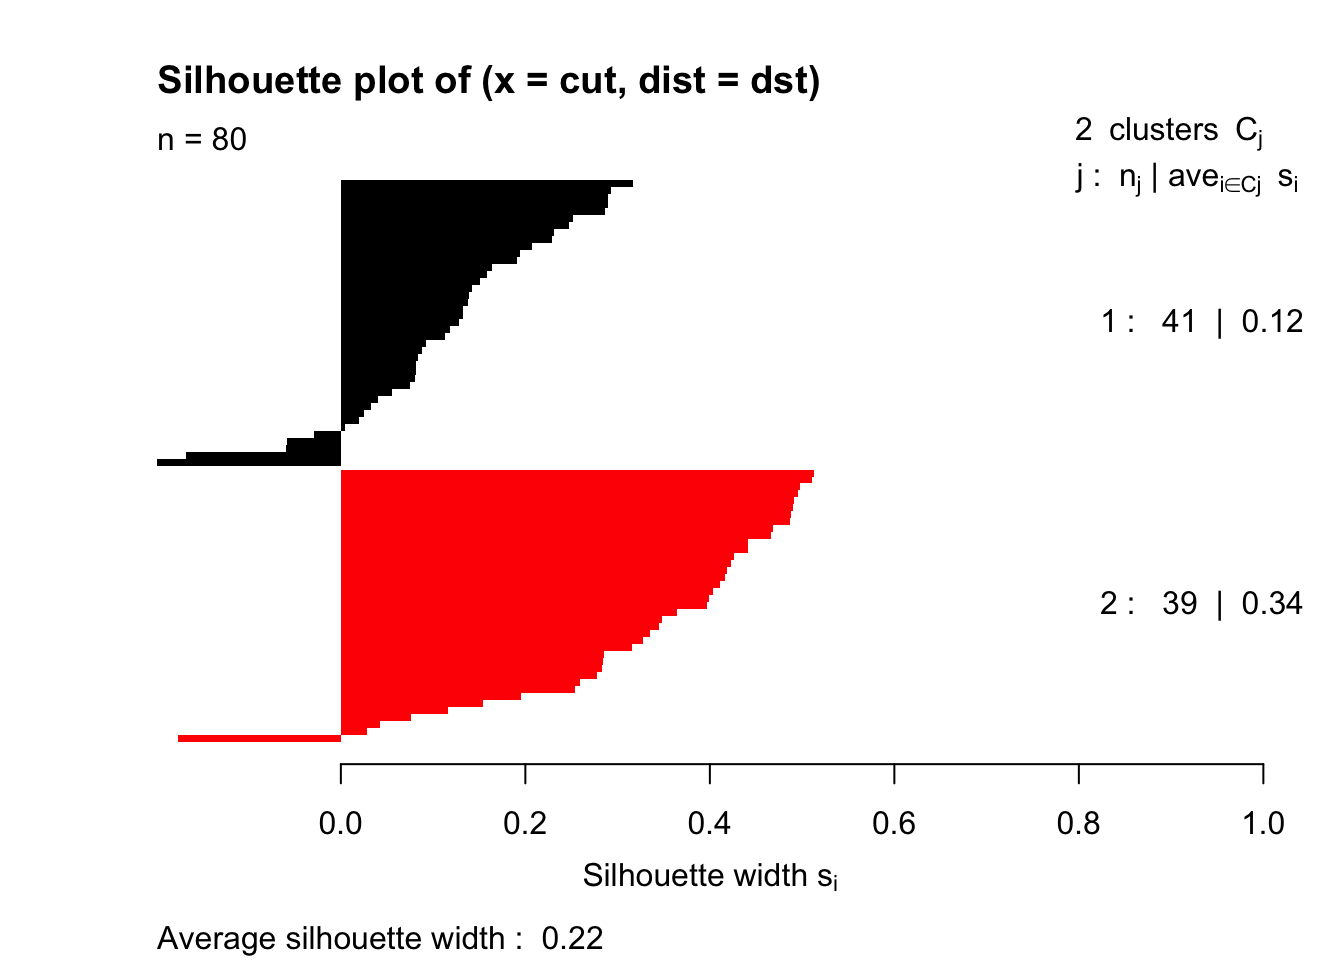 Silhouette plot of (x = cut, dist = dst)
n = 80
2 clusters Cj
j : nj | avei∈Cj si
1 : 41 | 0.12
2 : 39 | 0.34
0.0 0.2 0.4 0.6 0.8 1.0
Silhouette width si
Average silhouette width : 0.22